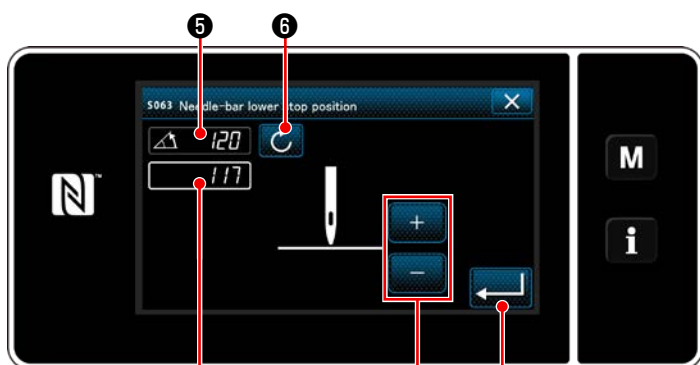 ❺ ❻
S063 Needle-bar lower stop position
120
117
+
−
M
i